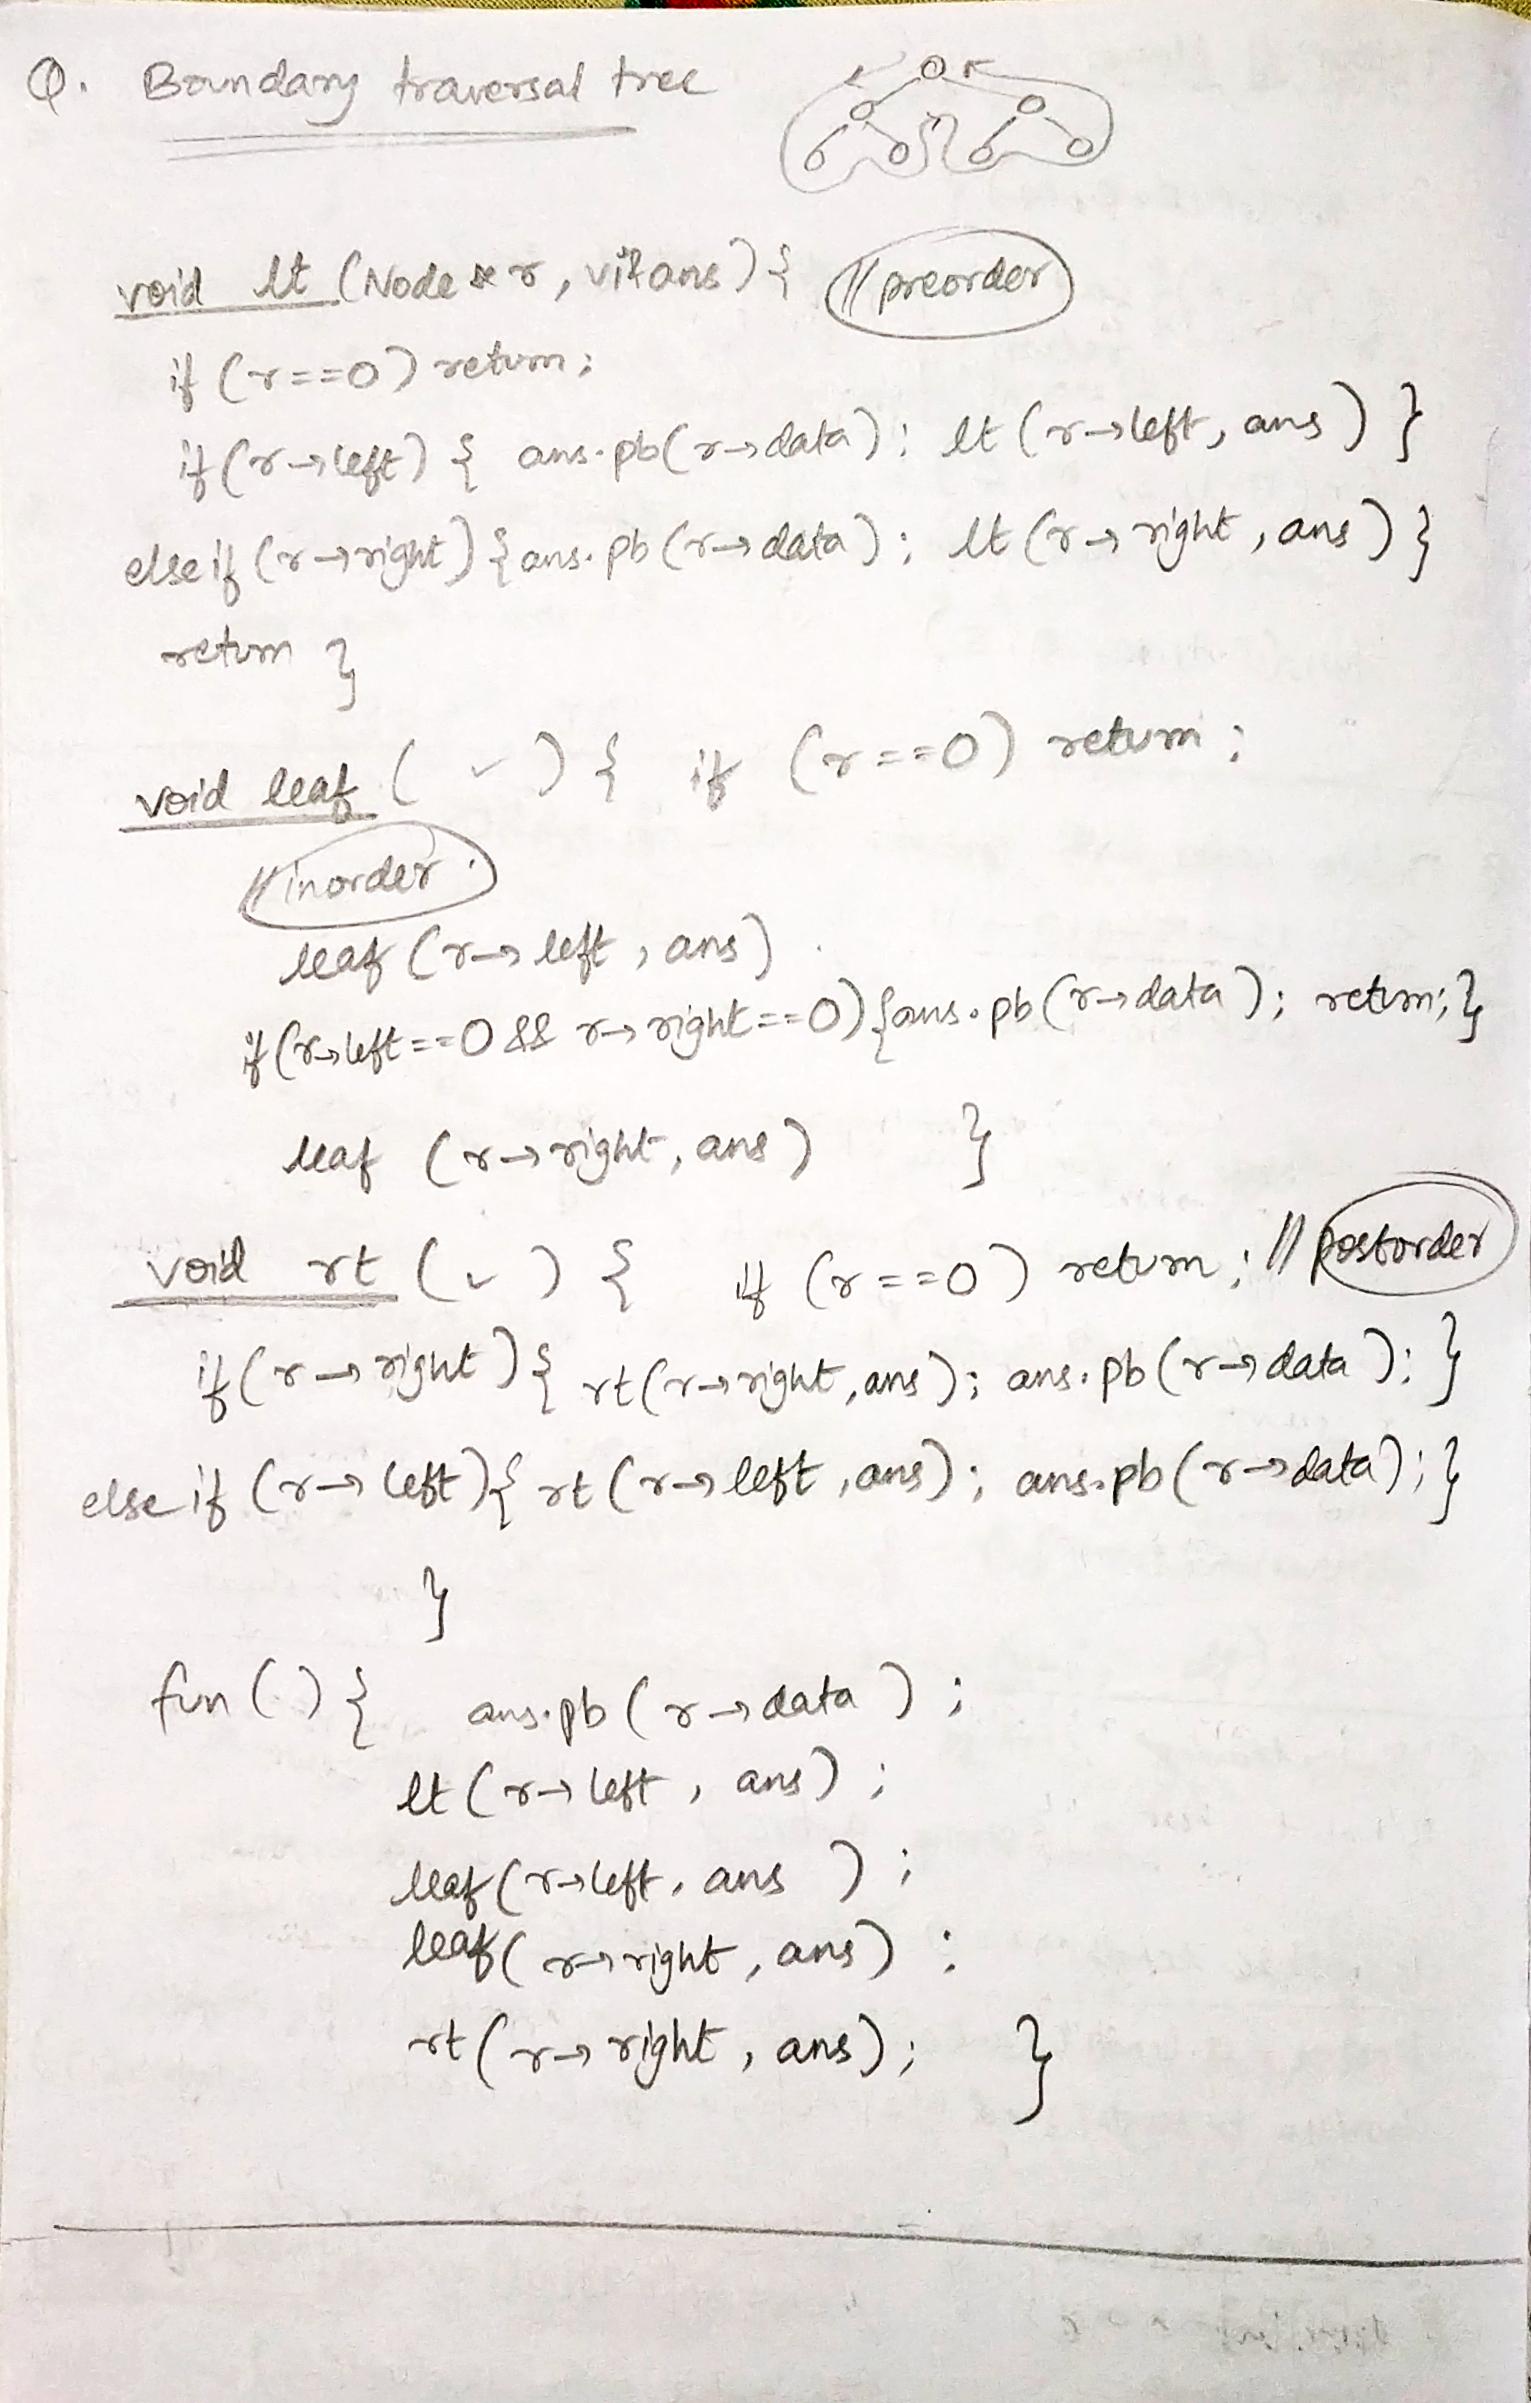 Q. Boundary traversal tree
void lt (Node * r, vi& ans) { // preorder
if (r==0) return;
if (r→left) { ans.pb(r→data); lt (r→left, ans) }
else if (r→right) { ans.pb (r→data); lt (r→right, ans) }
return }
void leaf ( ✓ ) { if (r==0) return;
// inorder.
leaf (r→left, ans)
if (r→left==0 && r→right==0) {ans.pb (r→data); return;}
leaf (r→right, ans) }
void rt ( ✓ ) { if (r==0) return; // postorder
if (r→right) { rt(r→right, ans); ans.pb (r→data); }
else if (r→left) { rt (r→left, ans); ans.pb (r→data); }
}
fun ( ) { ans.pb (r→data);
lt (r→left, ans);
leaf (r→left, ans);
leaf (r→right, ans);
rt (r→right, ans); }